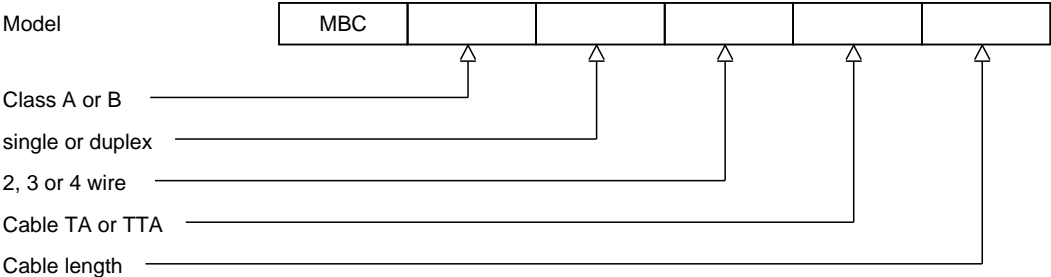 Model MBC
Class A or B
single or duplex
2, 3 or 4 wire
Cable TA or TTA
Cable length